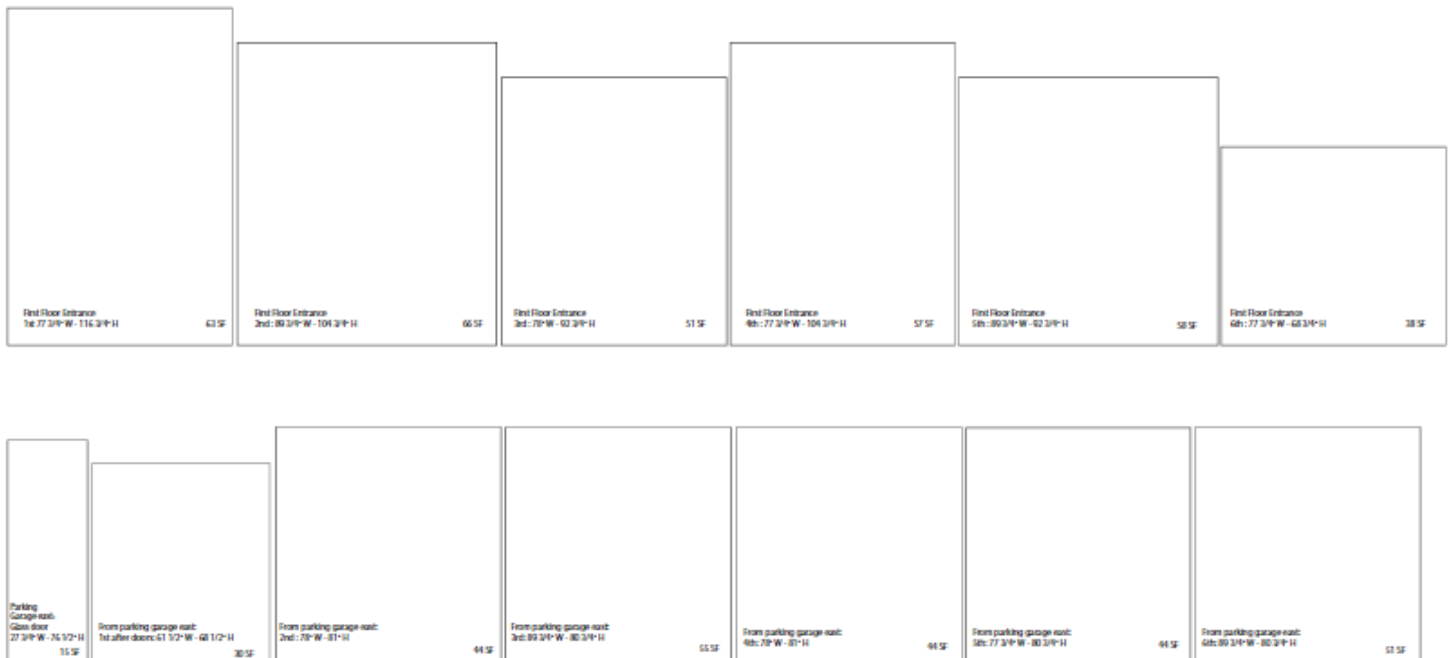 First Floor Entrance
1st 77 3/4" W - 116 3/4" H
63 SF
First Floor Entrance
2nd : 89 3/4" W - 104 3/4" H
66 SF
First Floor Entrance
3rd : 78" W - 92 3/4" H
51 SF
First Floor Entrance
4th : 77 3/4" W - 104 3/4" H
57 SF
First Floor Entrance
5th : 89 3/4" W - 92 3/4" H
58 SF
First Floor Entrance
6th : 77 3/4" W - 68 3/4" H
38 SF
Parking
Garage east:
Glass door
27 3/4" W - 76 1/2" H
15 SF
From parking garage east:
1st after doors: 61 1/2" W - 68 1/2" H
30 SF
From parking garage east:
2nd : 78" W - 81" H
44 SF
From parking garage east:
3rd: 89 3/4" W - 80 3/4" H
55 SF
From parking garage east:
4th: 78" W - 81" H
44 SF
From parking garage east:
5th: 77 3/4" W - 80 3/4" H
44 SF
From parking garage east:
6th: 89 3/4" W - 80 3/4" H
51 SF